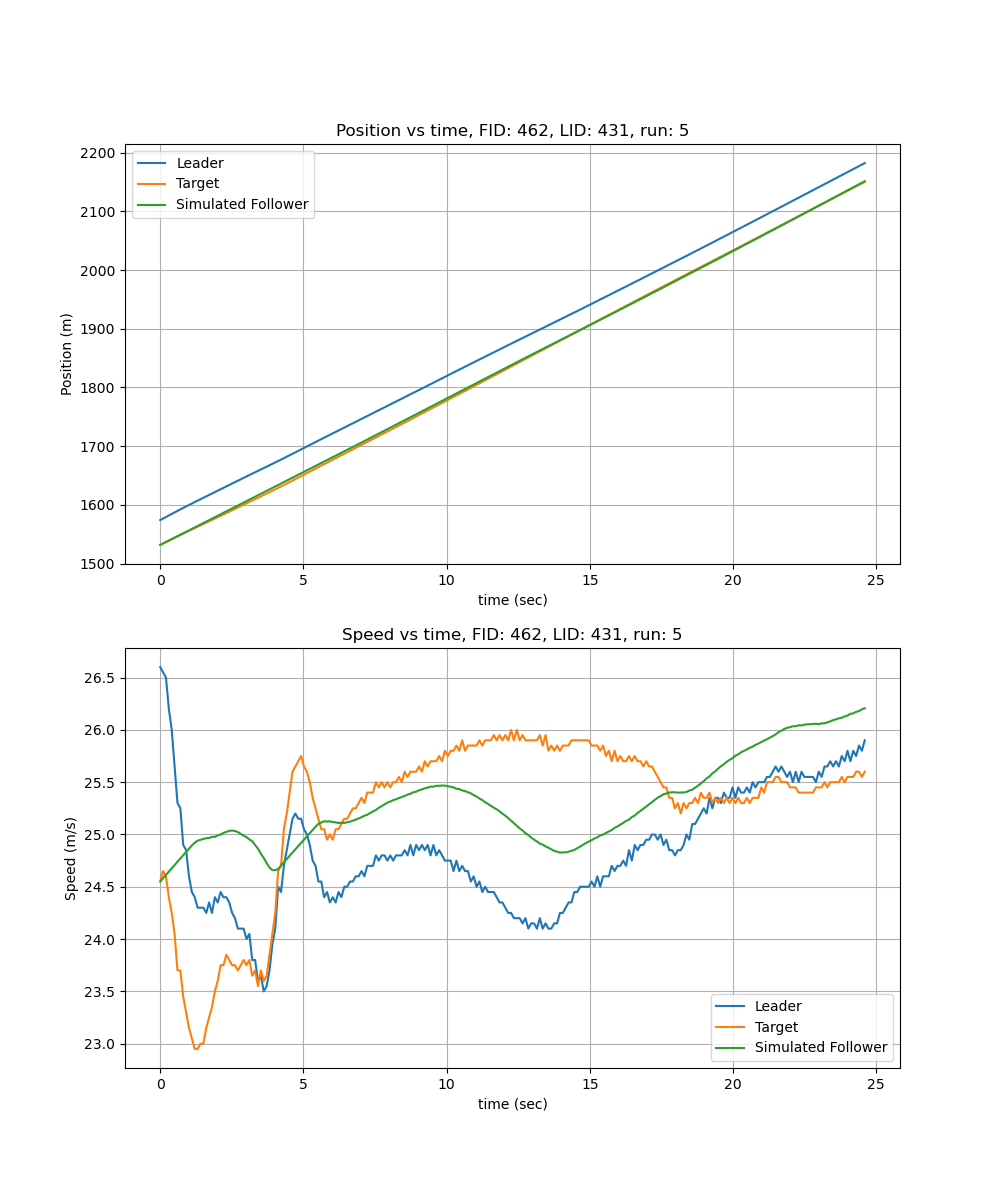 Position vs time, FID: 462, LID: 431, run: 5
2200
2100
2000
1900
1800
1700
1600
1500
Position (m)
Leader
Target
Simulated Follower
0 5 10 15 20 25
time (sec)
Speed vs time, FID: 462, LID: 431, run: 5
26.5
26.0
25.5
25.0
24.5
24.0
23.5
23.0
Speed (m/s)
Leader
Target
Simulated Follower
0 5 10 15 20 25
time (sec)